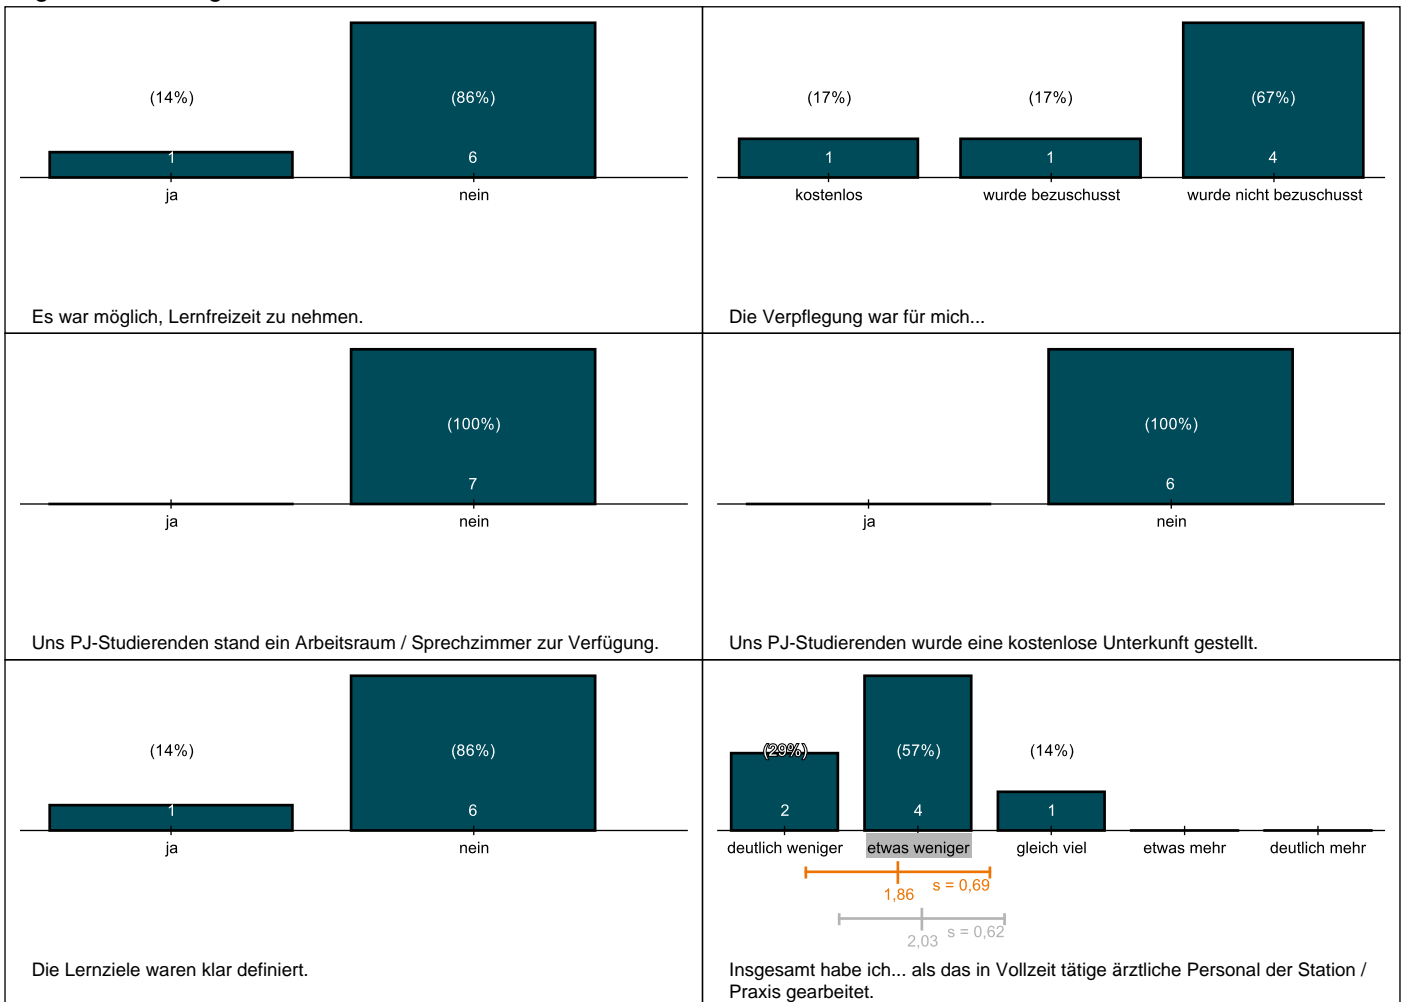 (14%)
(86%)
1
6
ja
nein
Es war möglich, Lernfreizeit zu nehmen.
(17%)
(17%)
(67%)
1
1
4
kostenlos
wurde bezuschusst
wurde nicht bezuschusst
Die Verpflegung war für mich...
(100%)
7
ja
nein
Uns PJ-Studierenden stand ein Arbeitsraum / Sprechzimmer zur Verfügung.
(100%)
6
ja
nein
Uns PJ-Studierenden wurde eine kostenlose Unterkunft gestellt.
(14%)
(86%)
1
6
ja
nein
Die Lernziele waren klar definiert.
(29%)
(57%)
(14%)
2
4
1
deutlich weniger
etwas weniger
gleich viel
etwas mehr
deutlich mehr
1,86
s = 0,69
2,03
s = 0,62
Insgesamt habe ich... als das in Vollzeit tätige ärztliche Personal der Station /
Praxis gearbeitet.